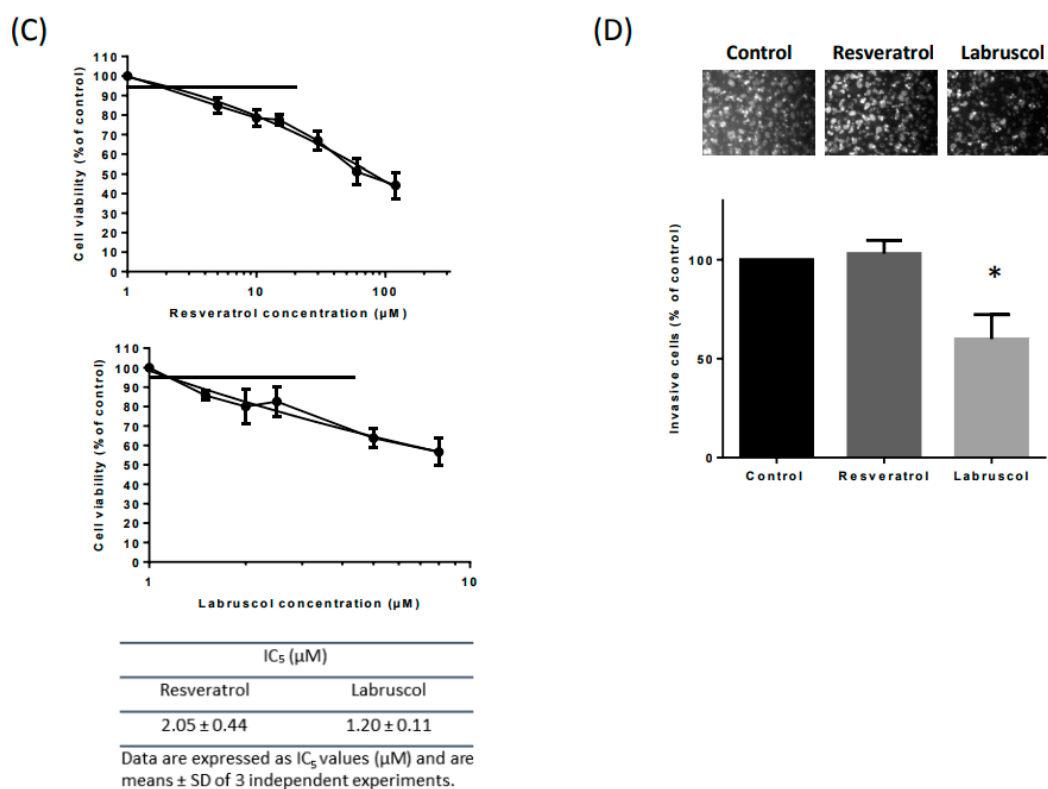 (C)
110
100
90
80
70
60
50
40
30
20
10
0
Cell viability (% of control)
1
10
100
Resveratrol concentration (µM)
110
100
90
80
70
60
50
40
30
20
10
0
Cell viability (% of control)
1
10
Labruscol concentration (µM)
IC₅ (µM)
Resveratrol Labruscol
2.05 ± 0.44 1.20 ± 0.11
Data are expressed as IC₅ values (µM) and are
means ± SD of 3 independent experiments.
(D)
Control Resveratrol Labruscol
100
50
0
Invasive cells (% of control)
*
Control Resveratrol Labruscol